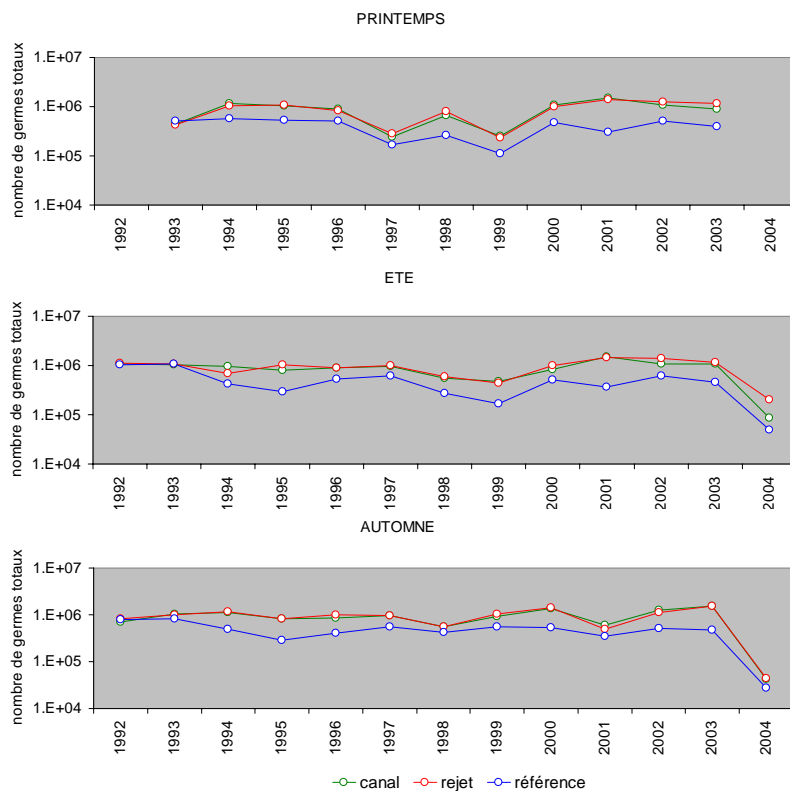 PRINTEMPS
nombre de germes totaux
1.E+07
1.E+06
1.E+05
1.E+04
1992 1993 1994 1995 1996 1997 1998 1999 2000 2001 2002 2003 2004
ETE
nombre de germes totaux
1.E+07
1.E+06
1.E+05
1.E+04
1992 1993 1994 1995 1996 1997 1998 1999 2000 2001 2002 2003 2004
AUTOMNE
nombre de germes totaux
1.E+07
1.E+06
1.E+05
1.E+04
1992 1993 1994 1995 1996 1997 1998 1999 2000 2001 2002 2003 2004
canal rejet référence